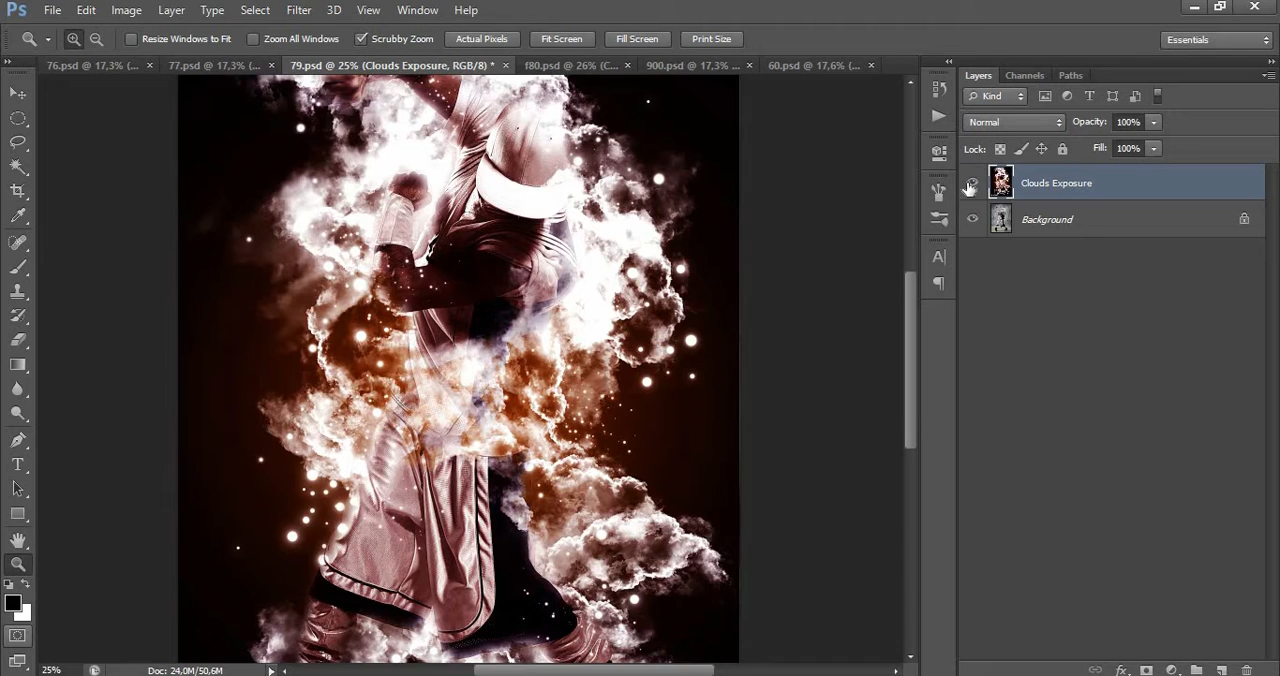 Ps File Edit Image Layer Type Select Filter 3D View Window Help
Resize Windows to Fit Zoom All Windows Scrubby Zoom Actual Pixels Fit Screen Fill Screen Print Size Essentials
76.psd @ 17,3% (... × 77.psd @ 17,3% (... × 79.psd @ 25% (Clouds Exposure, RGB/8) * × f80.psd @ 26% (C... × 900.psd @ 17,3% ... × 60.psd @ 17,6% (... ×
Layers Channels Paths
Kind
Normal Opacity: 100%
Lock: Fill: 100%
Clouds Exposure
Background
25% Doc: 24,0M/50,6M